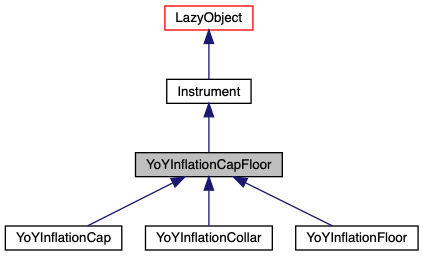 LazyObject
Instrument
YoYInflationCapFloor
YoYInflationCap
YoYInflationCollar
YoYInflationFloor